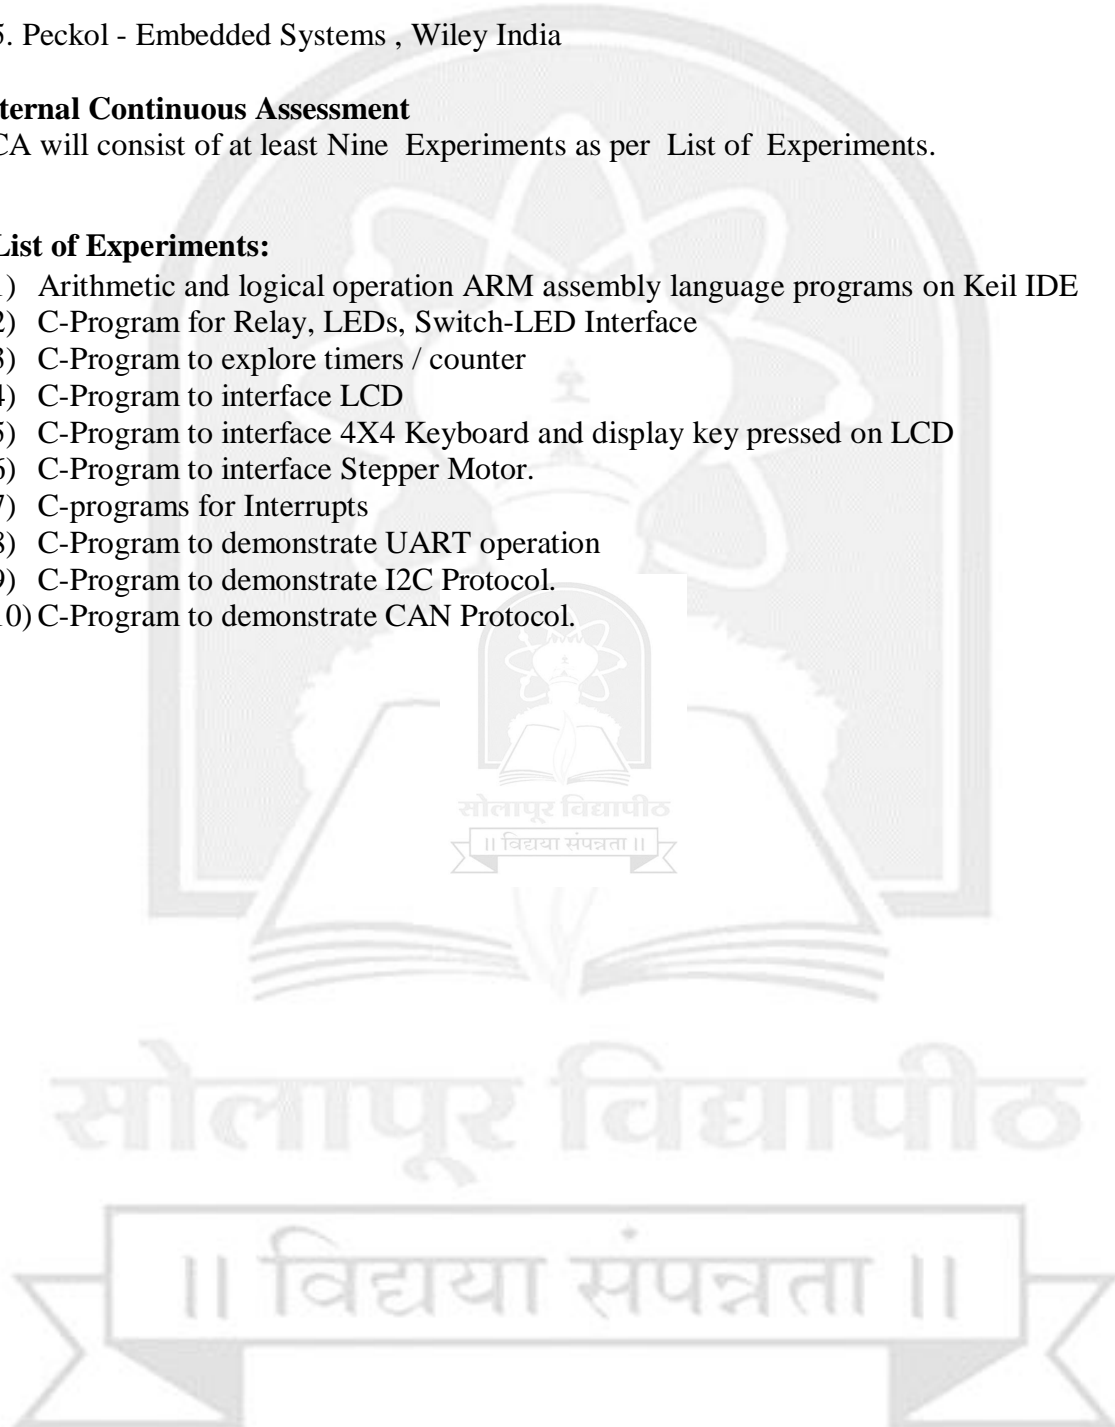 5. Peckol - Embedded Systems , Wiley India
ternal Continuous Assessment
CA will consist of at least Nine Experiments as per List of Experiments.
List of Experiments:
1) Arithmetic and logical operation ARM assembly language programs on Keil IDE
2) C-Program for Relay, LEDs, Switch-LED Interface
3) C-Program to explore timers / counter
4) C-Program to interface LCD
5) C-Program to interface 4X4 Keyboard and display key pressed on LCD
6) C-Program to interface Stepper Motor.
7) C-programs for Interrupts
8) C-Program to demonstrate UART operation
9) C-Program to demonstrate I2C Protocol.
10) C-Program to demonstrate CAN Protocol.
सोलापूर विद्यापीठ
॥ विद्यया संपन्नता ॥
सोलापूर विद्यापीठ
॥ विद्यया संपन्नता ॥